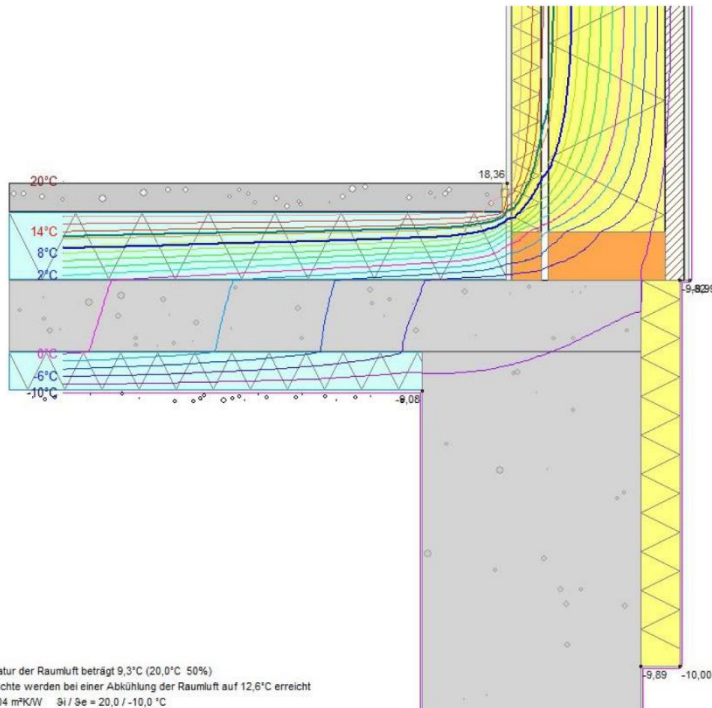 18,36
20°C
14°C
8°C
2°C
0°C
-6°C
-10°C
-9,08
-9,89
-10,00
tur der Raumluft beträgt 9,3°C (20,0°C 50%)
chte werden bei einer Abkühlung der Raumluft auf 12,6°C erreicht
04 m²K/W ϑi / ϑe = 20,0 / -10,0 °C